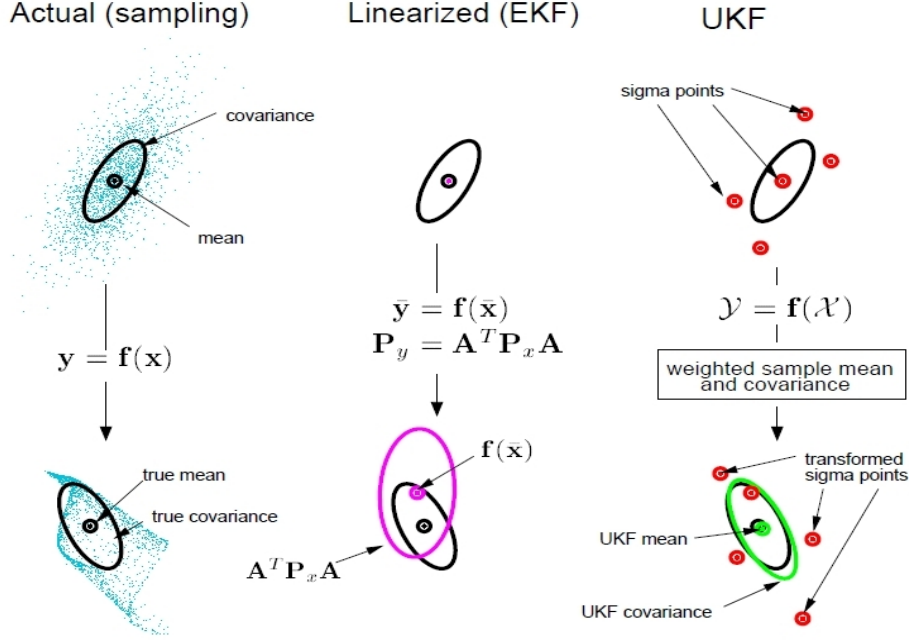 Actual (sampling)
Linearized (EKF)
UKF
covariance
mean
y = f(x)
true mean
true covariance
ȳ = f(x̄)
P_y = A^T P_x A
f(x̄)
A^T P_x A
sigma points
𝒴 = f(𝒳)
weighted sample mean
and covariance
transformed
sigma points
UKF mean
UKF covariance